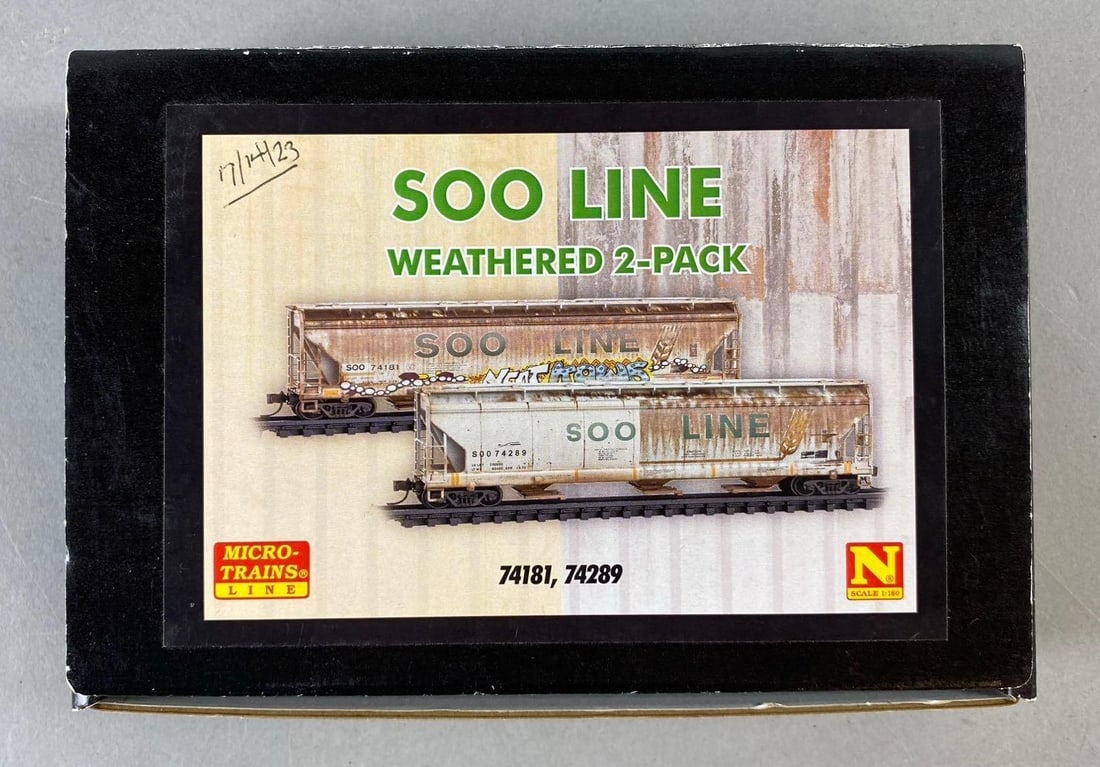 7/14/23
SOO LINE
WEATHERED 2-PACK
SOO LINE
SOO 74181
SOO LINE
SOO 74289
MICRO-
TRAINS®
LINE
74181, 74289
N®
SCALE 1:160